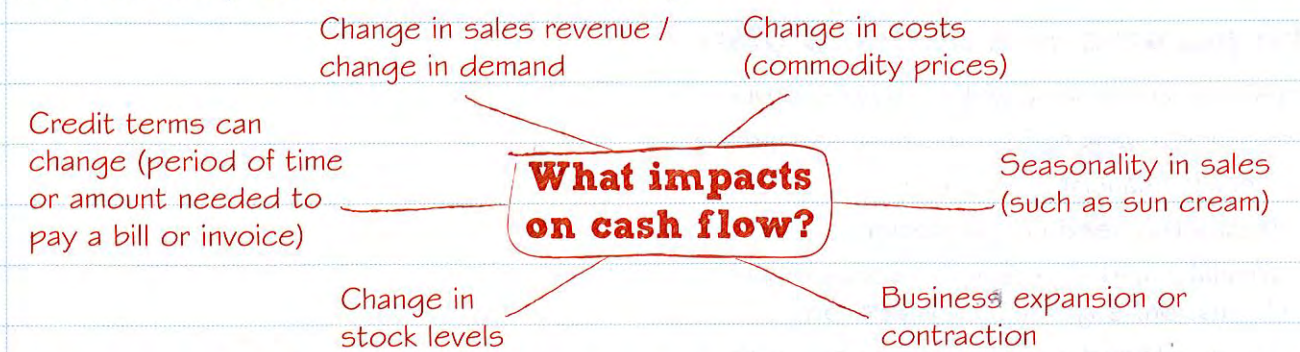 Change in sales revenue /
change in demand
Change in costs
(commodity prices)
Credit terms can
change (period of time
or amount needed to
pay a bill or invoice)
What impacts
on cash flow?
Seasonality in sales
(such as sun cream)
Change in
stock levels
Business expansion or
contraction